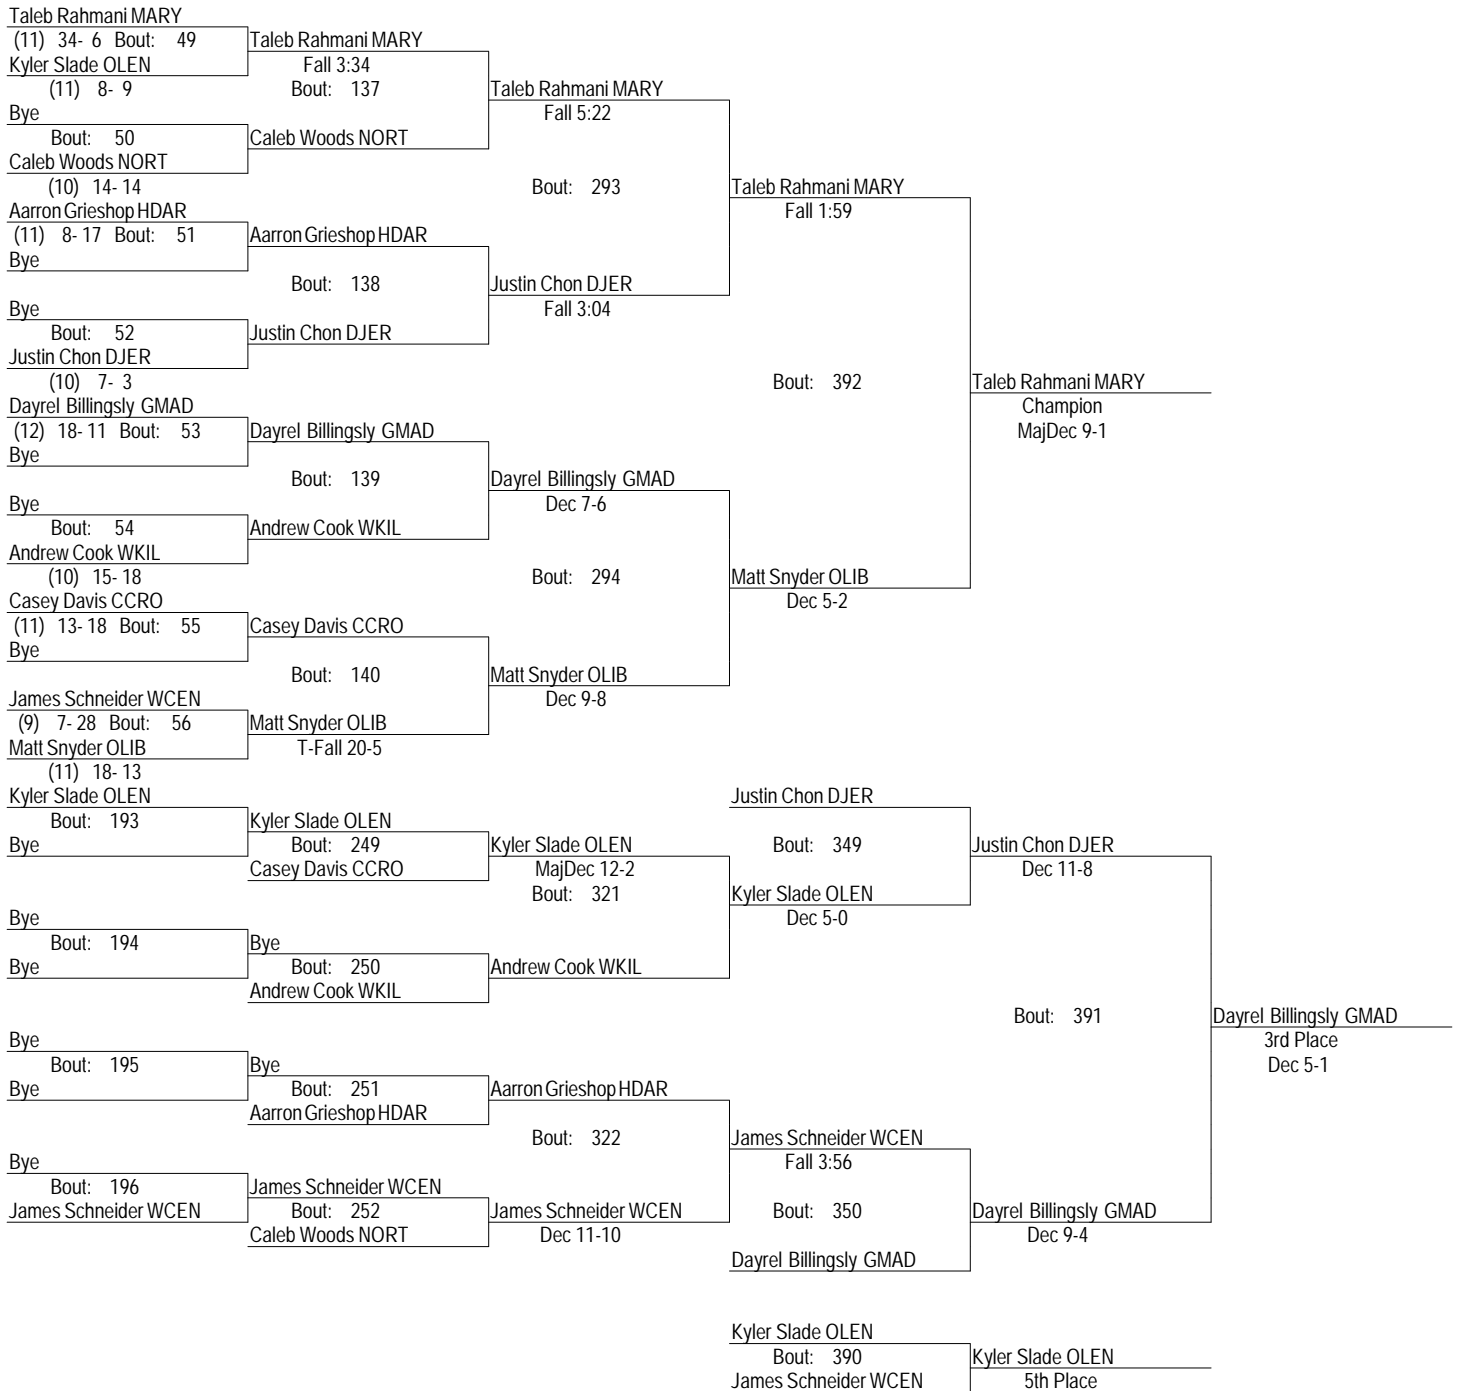 Taleb Rahmani MARY
(11) 34- 6 Bout: 49 Taleb Rahmani MARY
Kyler Slade OLEN Fall 3:34
(11) 8- 9 Bout: 137 Taleb Rahmani MARY
Bye Fall 5:22
Bout: 50 Caleb Woods NORT
Caleb Woods NORT
(10) 14- 14 Bout: 293 Taleb Rahmani MARY
Aarron Grieshop HDAR Fall 1:59
(11) 8- 17 Bout: 51 Aarron Grieshop HDAR
Bye
Bout: 138 Justin Chon DJER
Bye Fall 3:04
Bout: 52 Justin Chon DJER
Justin Chon DJER
(10) 7- 3 Bout: 392 Taleb Rahmani MARY
Dayrel Billingsly GMAD Champion
(12) 18- 11 Bout: 53 Dayrel Billingsly GMAD MajDec 9-1
Bye
Bout: 139 Dayrel Billingsly GMAD
Bye Dec 7-6
Bout: 54 Andrew Cook WKIL
Andrew Cook WKIL
(10) 15- 18 Bout: 294 Matt Snyder OLIB
Casey Davis CCRO Dec 5-2
(11) 13- 18 Bout: 55 Casey Davis CCRO
Bye
Bout: 140 Matt Snyder OLIB
James Schneider WCEN Dec 9-8
(9) 7- 28 Bout: 56 Matt Snyder OLIB
Matt Snyder OLIB T-Fall 20-5
(11) 18- 13
Kyler Slade OLEN Justin Chon DJER
Bout: 193 Kyler Slade OLEN
Bye Bout: 249 Kyler Slade OLEN Bout: 349 Justin Chon DJER
Casey Davis CCRO MajDec 12-2 Dec 11-8
Bout: 321 Kyler Slade OLEN
Bye Dec 5-0
Bout: 194 Bye
Bye Bout: 250 Andrew Cook WKIL
Andrew Cook WKIL
Bout: 391 Dayrel Billingsly GMAD
Bye 3rd Place
Bout: 195 Bye Dec 5-1
Bye Bout: 251 Aarron Grieshop HDAR
Aarron Grieshop HDAR
Bout: 322 James Schneider WCEN
Bye Fall 3:56
Bout: 196 James Schneider WCEN
James Schneider WCEN Bout: 252 James Schneider WCEN Bout: 350 Dayrel Billingsly GMAD
Caleb Woods NORT Dec 11-10 Dec 9-4
Dayrel Billingsly GMAD
Kyler Slade OLEN
Bout: 390 Kyler Slade OLEN
James Schneider WCEN 5th Place